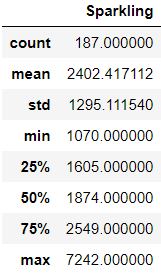 Sparkling
count 187.000000
mean 2402.417112
std 1295.111540
min 1070.000000
25% 1605.000000
50% 1874.000000
75% 2549.000000
max 7242.000000